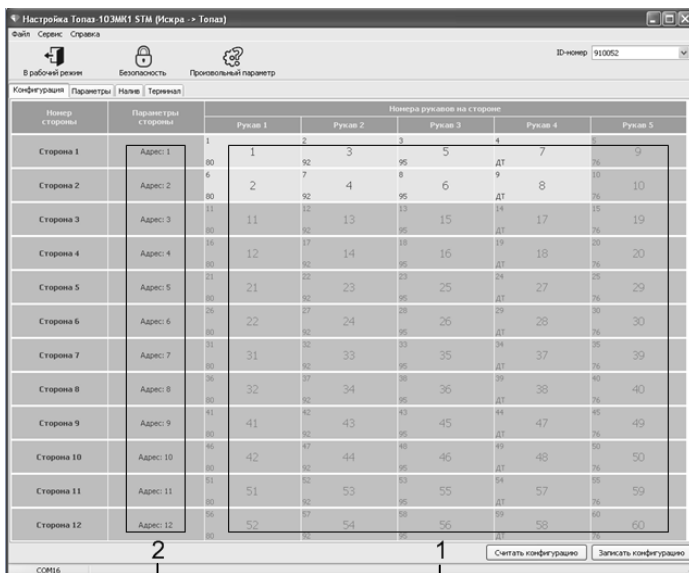 Настройка Топаз-103МК1 STM (Искра -> Топаз)
Файл Сервис Справка
В рабочий режим Безопасность Произвольный параметр ID-номер 910052
Конфигурация Параметры Налив Терминал
Номер стороны Параметры стороны Номера рукавов на стороне
Рукав 1 Рукав 2 Рукав 3 Рукав 4 Рукав 5
1 2 3 4 5
Сторона 1 Адрес: 1 1 3 5 7 9
80 92 95 ДТ 76
6 7 8 9 10
Сторона 2 Адрес: 2 2 4 6 8 10
80 92 95 ДТ 76
11 12 13 14 15
Сторона 3 Адрес: 3 11 13 15 17 19
80 92 95 ДТ 76
16 17 18 19 20
Сторона 4 Адрес: 4 12 14 16 18 20
80 92 95 ДТ 76
21 22 23 24 25
Сторона 5 Адрес: 5 21 23 25 27 29
80 92 95 ДТ 76
26 27 28 29 30
Сторона 6 Адрес: 6 22 24 26 28 30
80 92 95 ДТ 76
31 32 33 34 35
Сторона 7 Адрес: 7 31 33 35 37 39
80 92 95 ДТ 76
36 37 38 39 40
Сторона 8 Адрес: 8 32 34 36 38 40
80 92 95 ДТ 76
41 42 43 44 45
Сторона 9 Адрес: 9 41 43 45 47 49
80 92 95 ДТ 76
46 47 48 49 50
Сторона 10 Адрес: 10 42 44 46 48 50
80 92 95 ДТ 76
51 52 53 54 55
Сторона 11 Адрес: 11 51 53 55 57 59
80 92 95 ДТ 76
56 57 58 59 60
Сторона 12 Адрес: 12 52 54 56 58 60
80 92 95 ДТ 76
2 1
Считать конфигурацию Записать конфигурацию
COM16